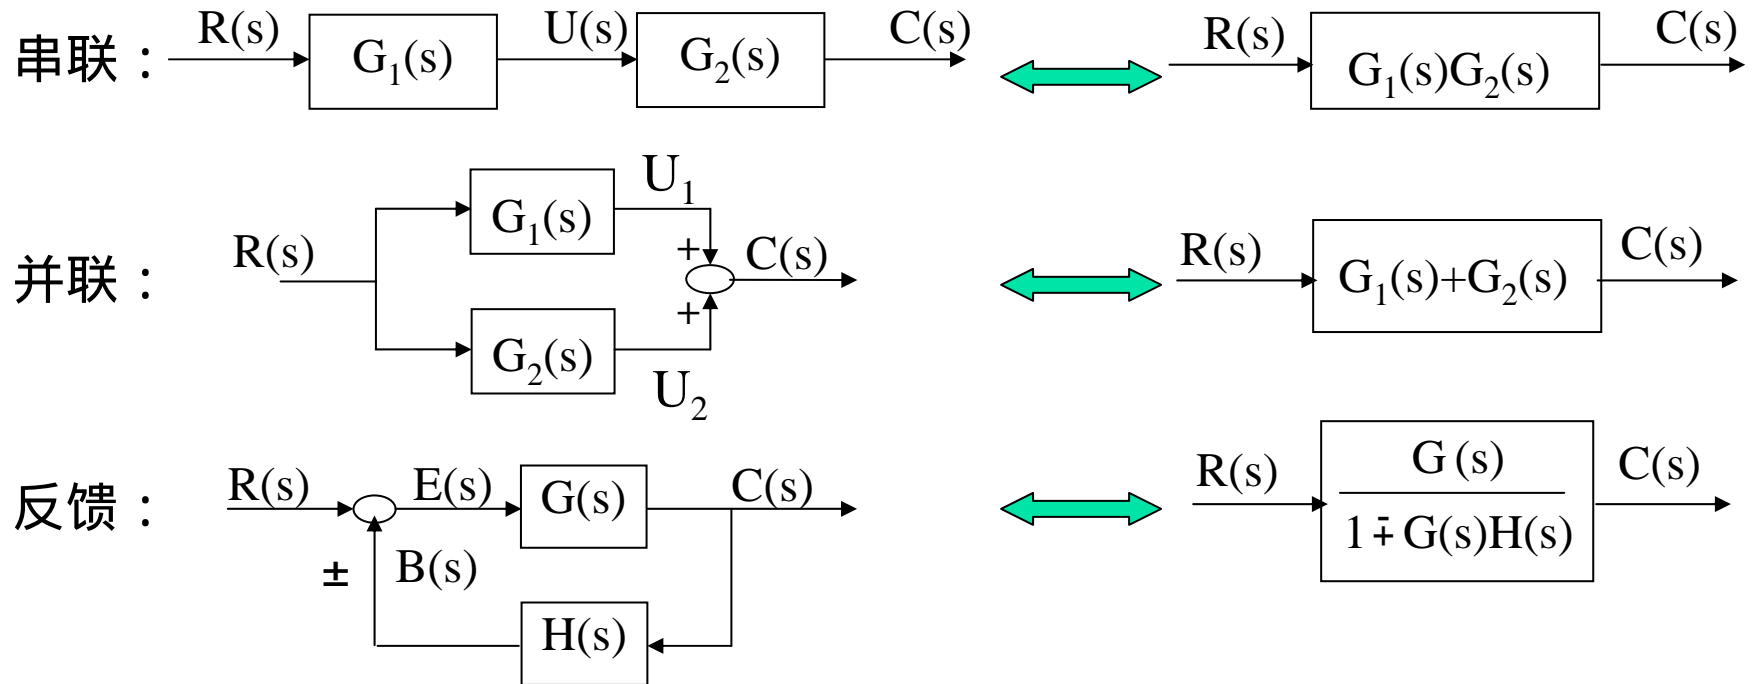 串联： R(s) G₁(s) U(s) G₂(s) C(s) R(s) G₁(s)G₂(s) C(s)
并联： R(s) G₁(s) U₁ G₂(s) U₂ + + C(s) R(s) G₁(s)+G₂(s) C(s)
反馈： R(s) E(s) G(s) C(s) ± B(s) H(s) R(s) G(s) 1∓G(s)H(s) C(s)